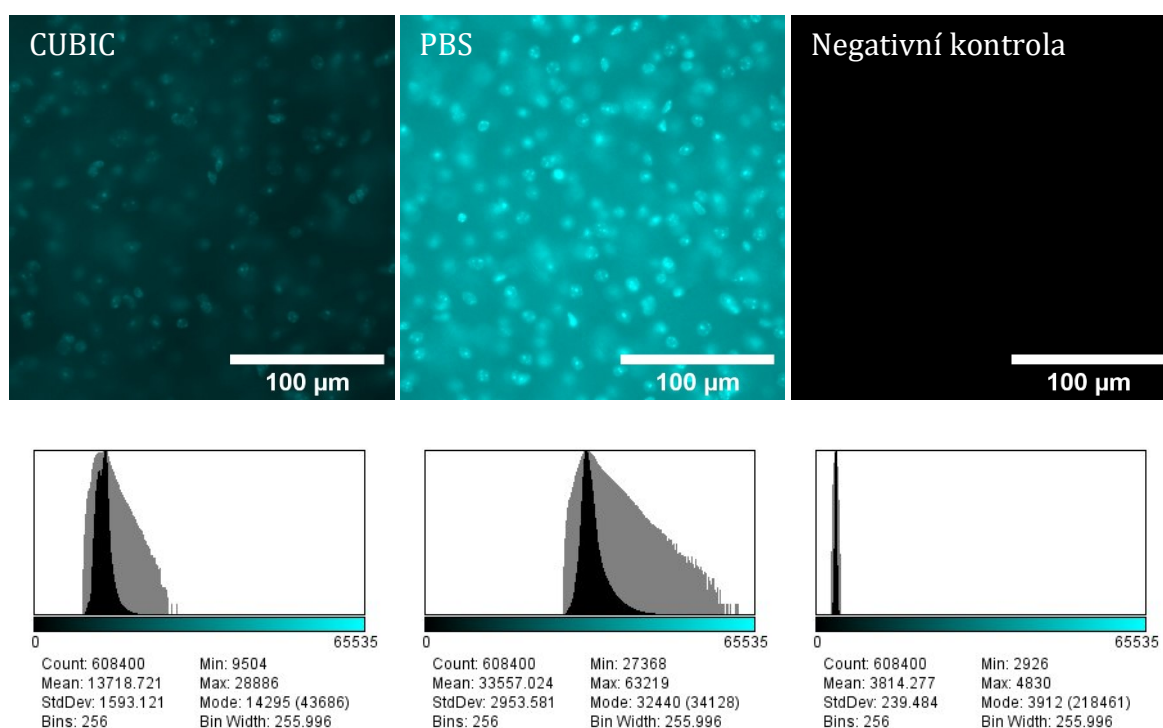 CUBIC
PBS
Negativní kontrola
100 µm
100 µm
100 µm
0
65535
0
65535
0
65535
Count: 608400
Min: 9504
Mean: 13718.721
Max: 28886
StdDev: 1593.121
Mode: 14295 (43686)
Bins: 256
Bin Width: 255.996
Count: 608400
Min: 27368
Mean: 33557.024
Max: 63219
StdDev: 2953.581
Mode: 32440 (34128)
Bins: 256
Bin Width: 255.996
Count: 608400
Min: 2926
Mean: 3814.277
Max: 4830
StdDev: 239.484
Mode: 3912 (218461)
Bins: 256
Bin Width: 255.996